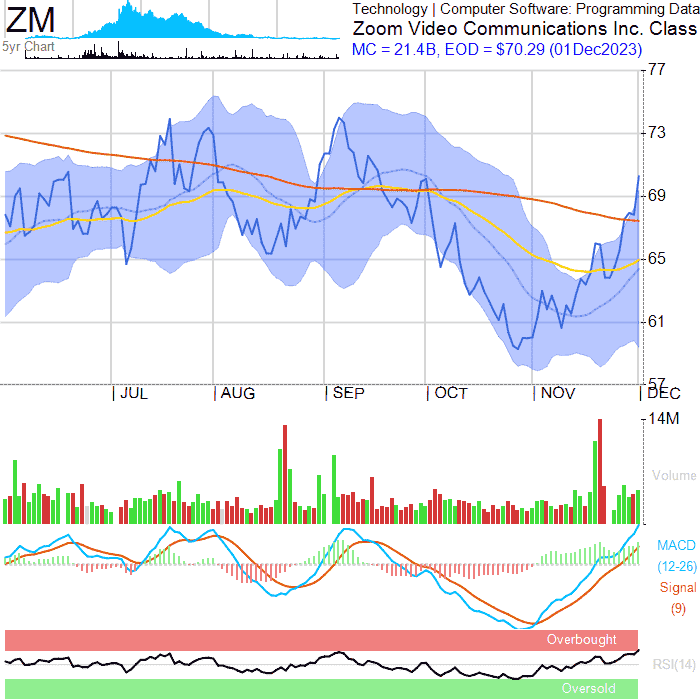 ZM
5yr Chart
Technology | Computer Software: Programming Data
Zoom Video Communications Inc. Class
MC = 21.4B, EOD = $70.29 (01Dec2023)
77
73
69
65
61
57
JUL AUG SEP OCT NOV DEC
14M
Volume
MACD
(12-26)
Signal
(9)
Overbought
RSI(14)
Oversold